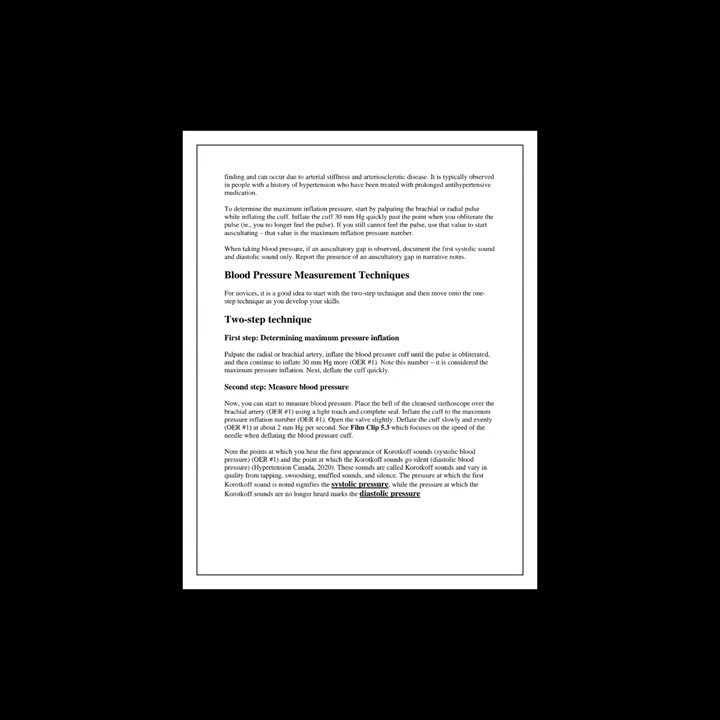 finding and can occur due to arterial stiffness and arteriosclerotic disease. It is typically observed
in people with a history of hypertension who have been treated with prolonged antihypertensive
medication.
To determine the maximum inflation pressure, start by palpating the brachial or radial pulse
while inflating the cuff. Inflate the cuff 30 mm Hg quickly past the point when you obliterate the
pulse (ie., you no longer feel the pulse). If you still cannot feel the pulse, use that value to start
auscultating – that value is the maximum inflation pressure number.
When taking blood pressure, if an auscultatory gap is observed, document the first systolic sound
and diastolic sound only. Report the presence of an auscultatory gap in narrative notes.
Blood Pressure Measurement Techniques
For novices, it is a good idea to start with the two-step technique and then move onto the one-
step technique as you develop your skills.
Two-step technique
First step: Determining maximum pressure inflation
Palpate the radial or brachial artery, inflate the blood pressure cuff until the pulse is obliterated,
and then continue to inflate 30 mm Hg more (OER #1). Note this number – it is considered the
maximum pressure inflation. Next, deflate the cuff quickly.
Second step: Measure blood pressure
Now, you can start to measure blood pressure. Place the bell of the cleansed stethoscope over the
brachial artery (OER #1) using a light touch and complete seal. Inflate the cuff to the maximum
pressure inflation number (OER #1). Open the valve slightly. Deflate the cuff slowly and evenly
(OER #1) at about 2 mm Hg per second. See Film Clip 5.3 which focuses on the speed of the
needle when deflating the blood pressure cuff.
Note the points at which you hear the first appearance of Korotkoff sounds (systolic blood
pressure) (OER #1) and the point at which the Korotkoff sounds go silent (diastolic blood
pressure) (Hypertension Canada, 2020). These sounds are called Korotkoff sounds and vary in
quality from tapping, swooshing, muffled sounds, and silence. The pressure at which the first
Korotkoff sound is noted signifies the systolic pressure, while the pressure at which the
Korotkoff sounds are no longer heard marks the diastolic pressure